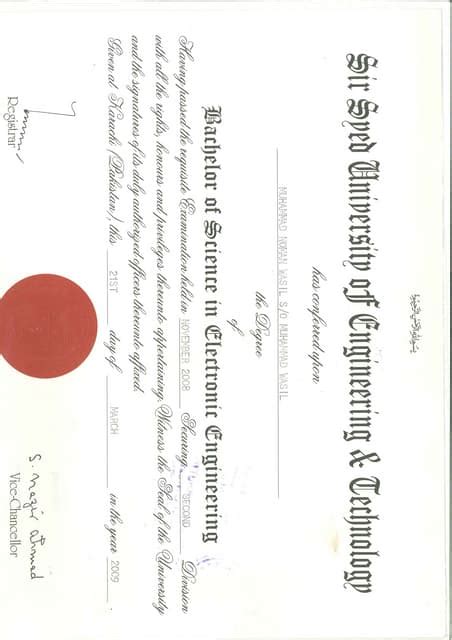 Sir Syed University of Engineering & Technology
has conferred upon
MUHAMMAD NOMAN WASIL S/O MUHAMMAD WASIL
the Degree
of
Bachelor of Science in Electronic Engineering
Having passed the requisite Examination held in NOVEMBER 2008 Securing SECOND Division
with all the rights, honours and privileges thereunto appertaining. Witness the Seal of the University
and the signatures of its duly authorized officers thereunto affixed.
Given at Karachi (Pakistan) this 21ST day of MARCH in the year 2009.
Registrar
S. Nazir Ahmad
Vice-Chancellor